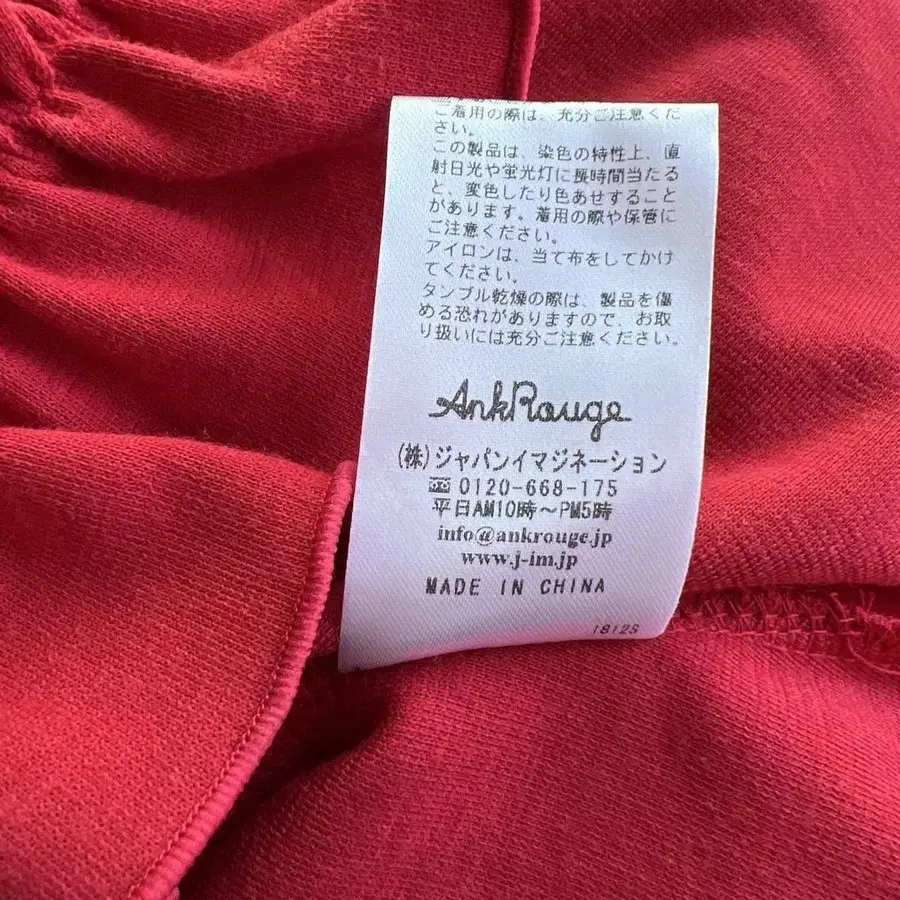 ご着用の際は、充分ご注意くだ
さい。
この製品は、染色の特性上、直
射日光や蛍光灯に長時間当たる
と、変色したり色あせすること
があります。着用の際や保管に
ご注意ください。
アイロンは、当て布をしてかけ
てください。
タンブル乾燥の際は、製品を傷
める恐れがありますので、お取
り扱いには充分ご注意ください。
AnkRouge
(株)ジャパンイマジネーション
0120-668-175
平日AM10時～PM5時
info@ankrouge.jp
www.j-im.jp
MADE IN CHINA
1812S